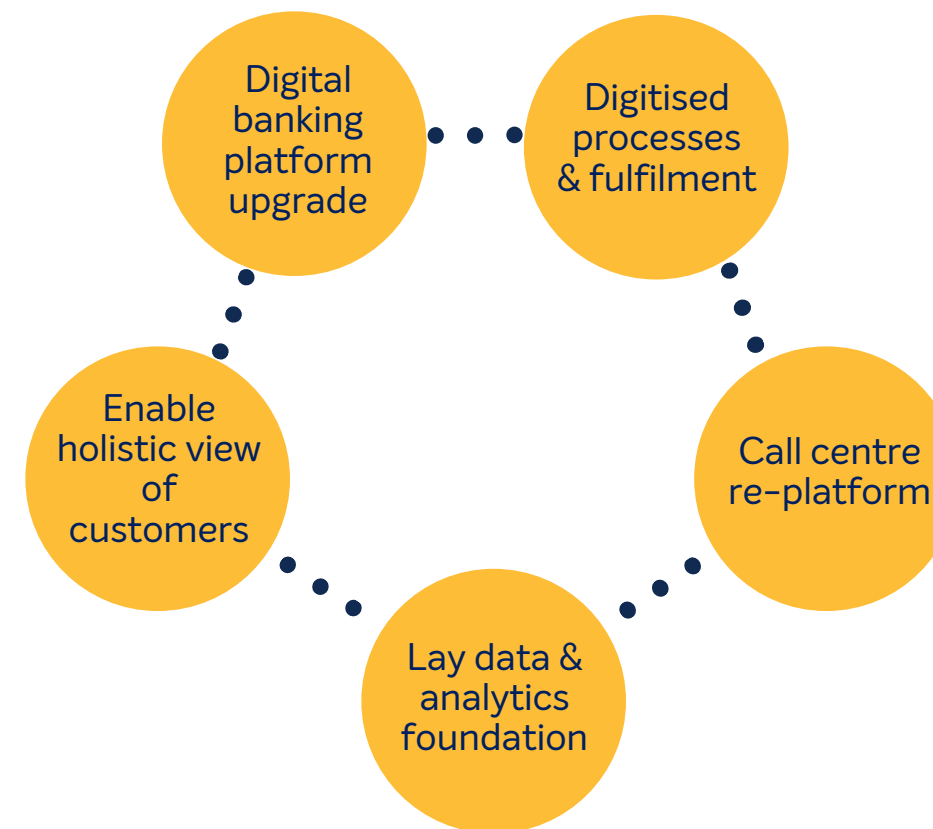 Digital
banking
platform
upgrade
Digitised
processes
& fulfilment
Enable
holistic view
of
customers
Call centre
re-platform
Lay data &
analytics
foundation